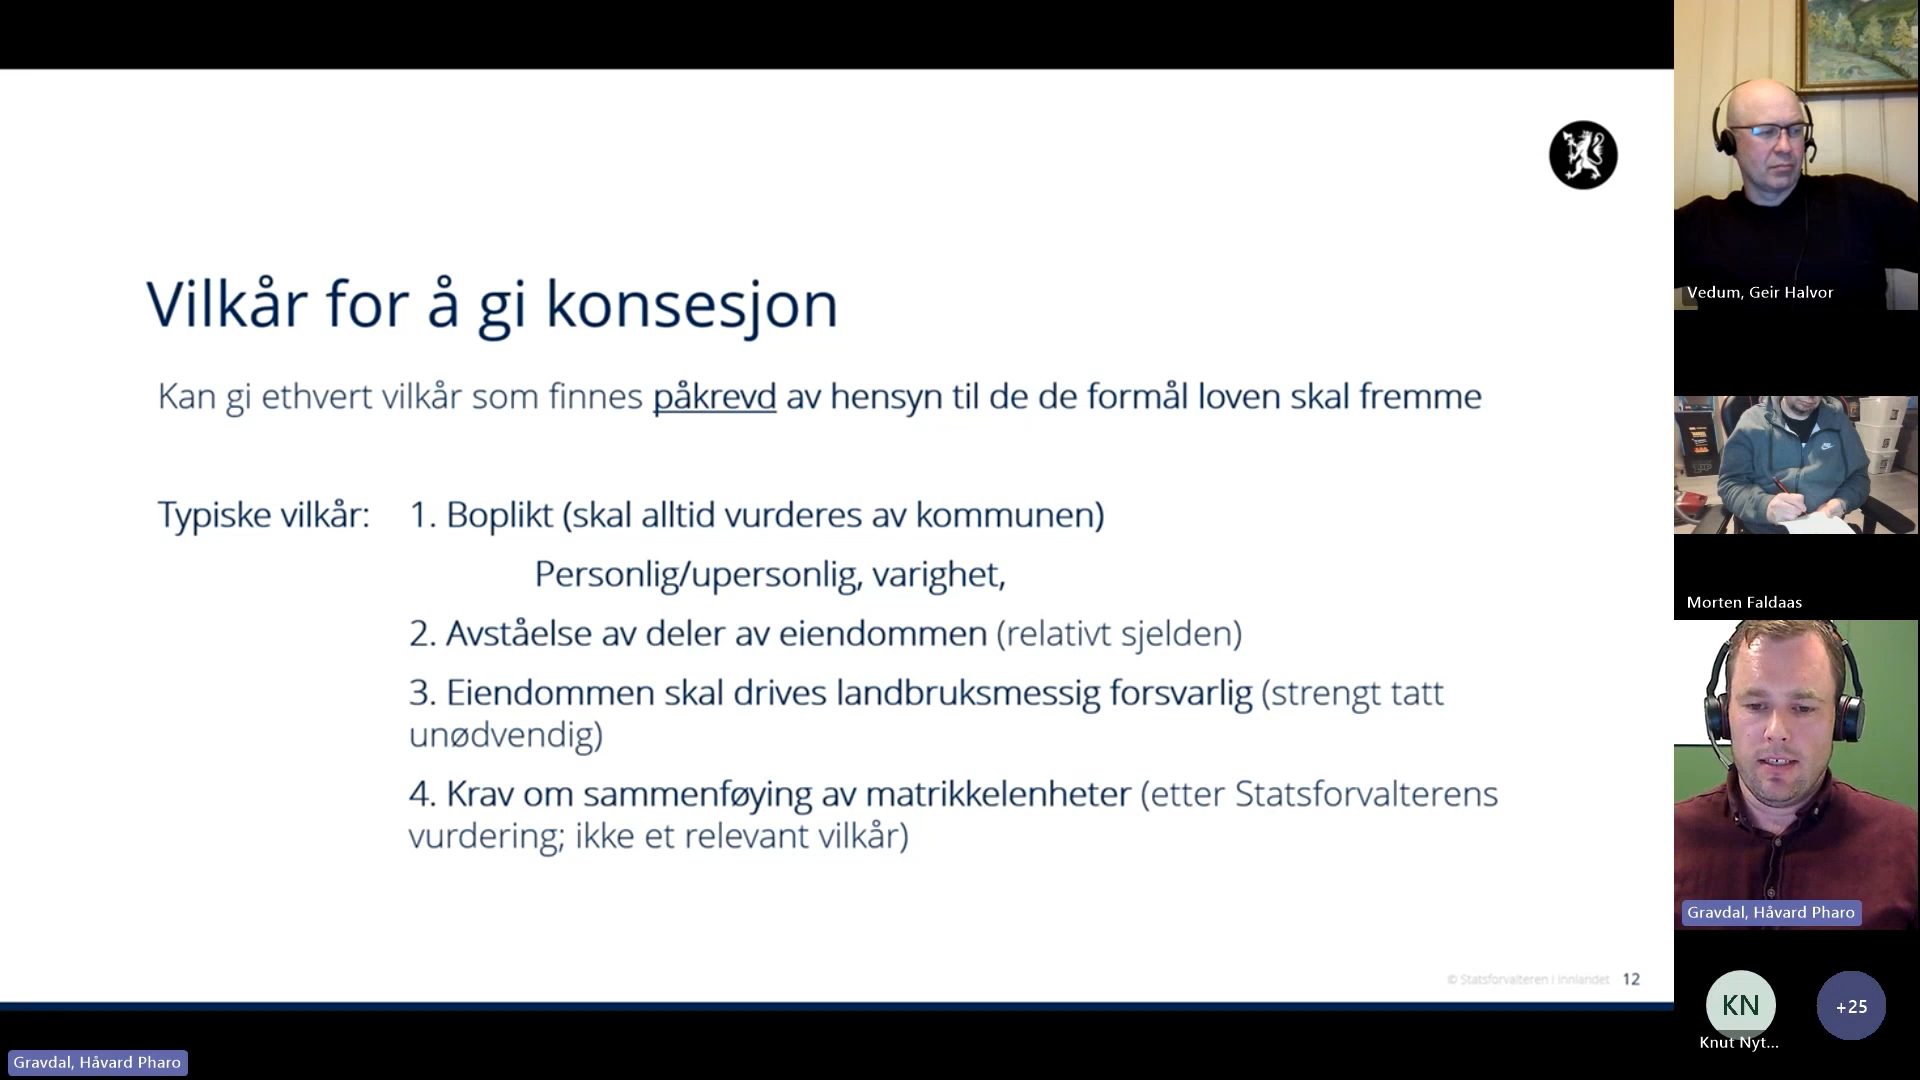 Vilkår for å gi konsesjon
Kan gi ethvert vilkår som finnes påkrevd av hensyn til de de formål loven skal fremme
Typiske vilkår: 1. Boplikt (skal alltid vurderes av kommunen)
Personlig/upersonlig, varighet,
2. Avståelse av deler av eiendommen (relativt sjelden)
3. Eiendommen skal drives landbruksmessig forsvarlig (strengt tatt
unødvendig)
4. Krav om sammenføying av matrikkelenheter (etter Statsforvalterens
vurdering; ikke et relevant vilkår)
© Statsforvalteren i Innlandet 12
Gravdal, Håvard Pharo
Vedum, Geir Halvor
Morten Faldaas
Gravdal, Håvard Pharo
KN
+25
Knut Nyt...